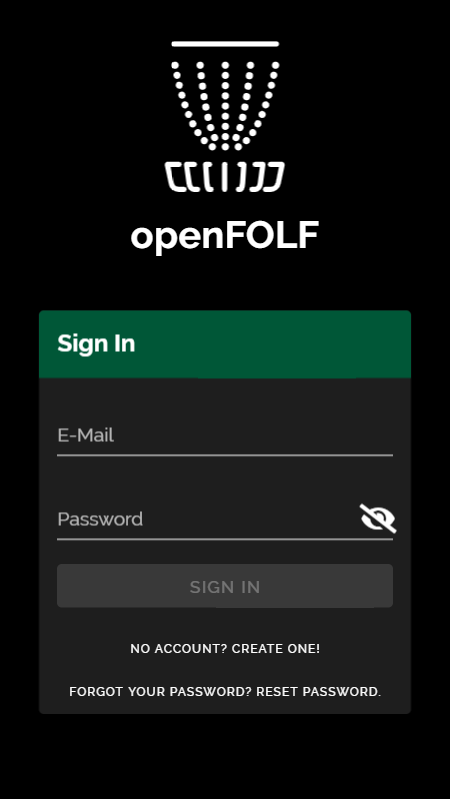 openFOLF
Sign In
E-Mail
Password
SIGN IN
NO ACCOUNT? CREATE ONE!
FORGOT YOUR PASSWORD? RESET PASSWORD.